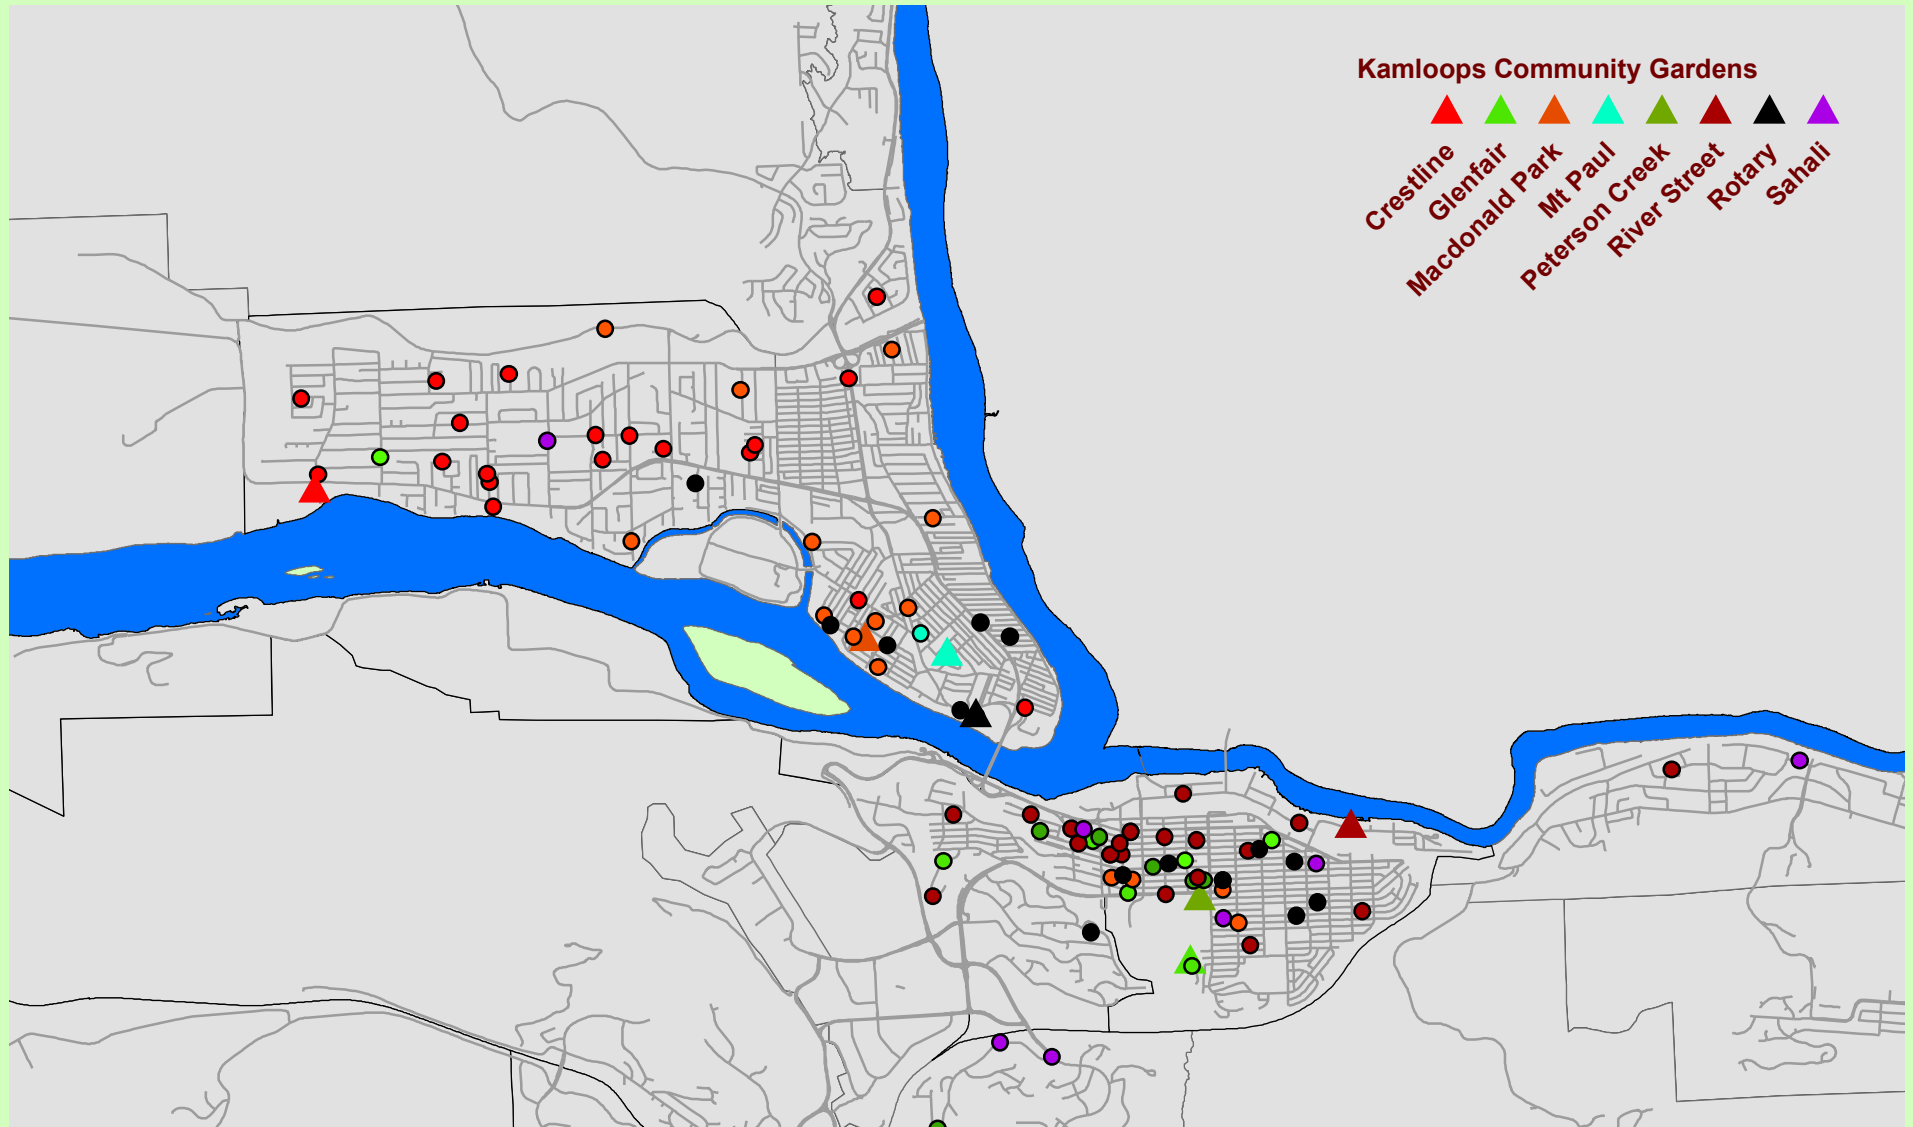 Kamloops Community Gardens
Crestline
Glenfair
Macdonald Park
Mt Paul
Peterson Creek
River Street
Rotary
Sahali